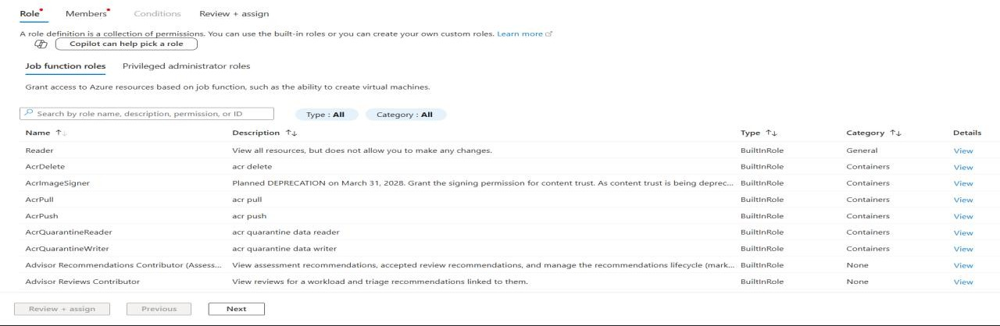 Role Members Conditions Review + assign
A role definition is a collection of permissions. You can use the built-in roles or you can create your own custom roles. Learn more
Copilot can help pick a role
Job function roles Privileged administrator roles
Grant access to Azure resources based on job function, such as the ability to create virtual machines.
Search by role name, description, permission, or ID Type : All Category : All
Name Description Type Category Details
Reader View all resources, but does not allow you to make any changes. BuiltInRole General View
AcrDelete acr delete BuiltInRole Containers View
AcrImageSigner Planned DEPRECATION on March 31, 2028. Grant the signing permission for content trust. As content trust is being deprec... BuiltInRole Containers View
AcrPull acr pull BuiltInRole Containers View
AcrPush acr push BuiltInRole Containers View
AcrQuarantineReader acr quarantine data reader BuiltInRole Containers View
AcrQuarantineWriter acr quarantine data writer BuiltInRole Containers View
Advisor Recommendations Contributor (Assess... View assessment recommendations, accepted review recommendations, and manage the recommendations lifecycle (mark... BuiltInRole None View
Advisor Reviews Contributor View reviews for a workload and triage recommendations linked to them. BuiltInRole None View
Review + assign Previous Next